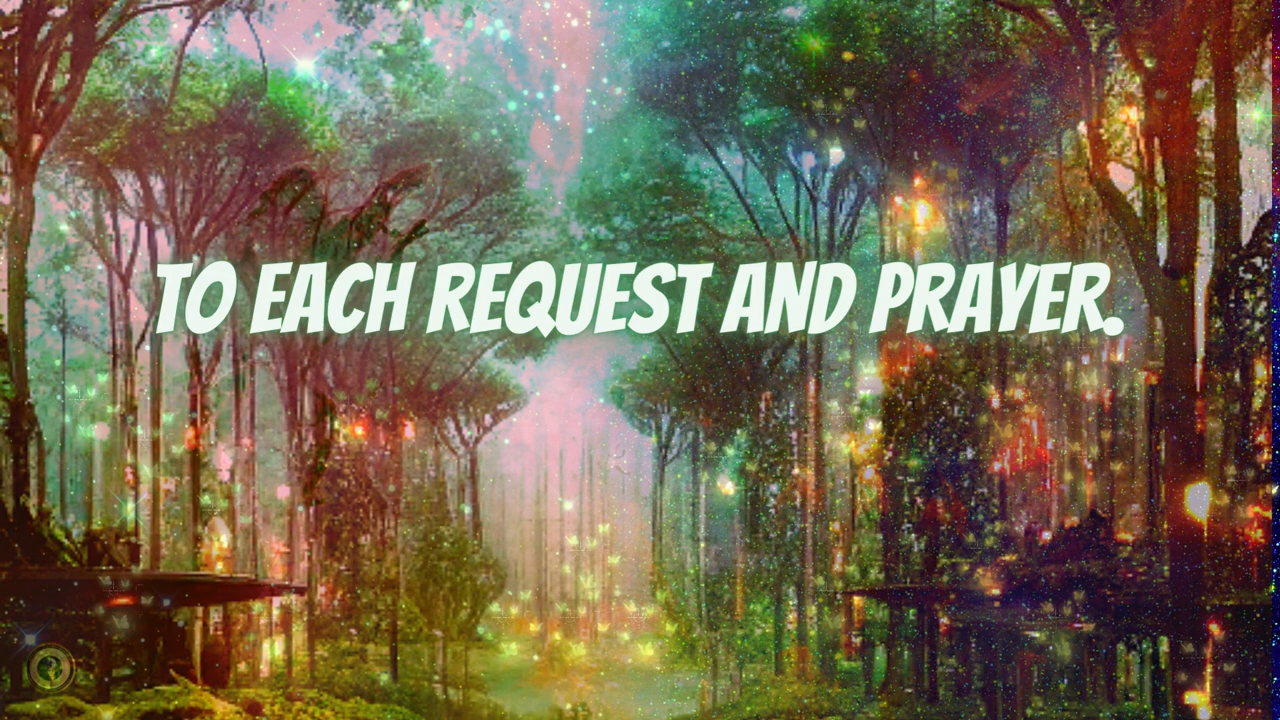 TO EACH REQUEST AND PRAYER.